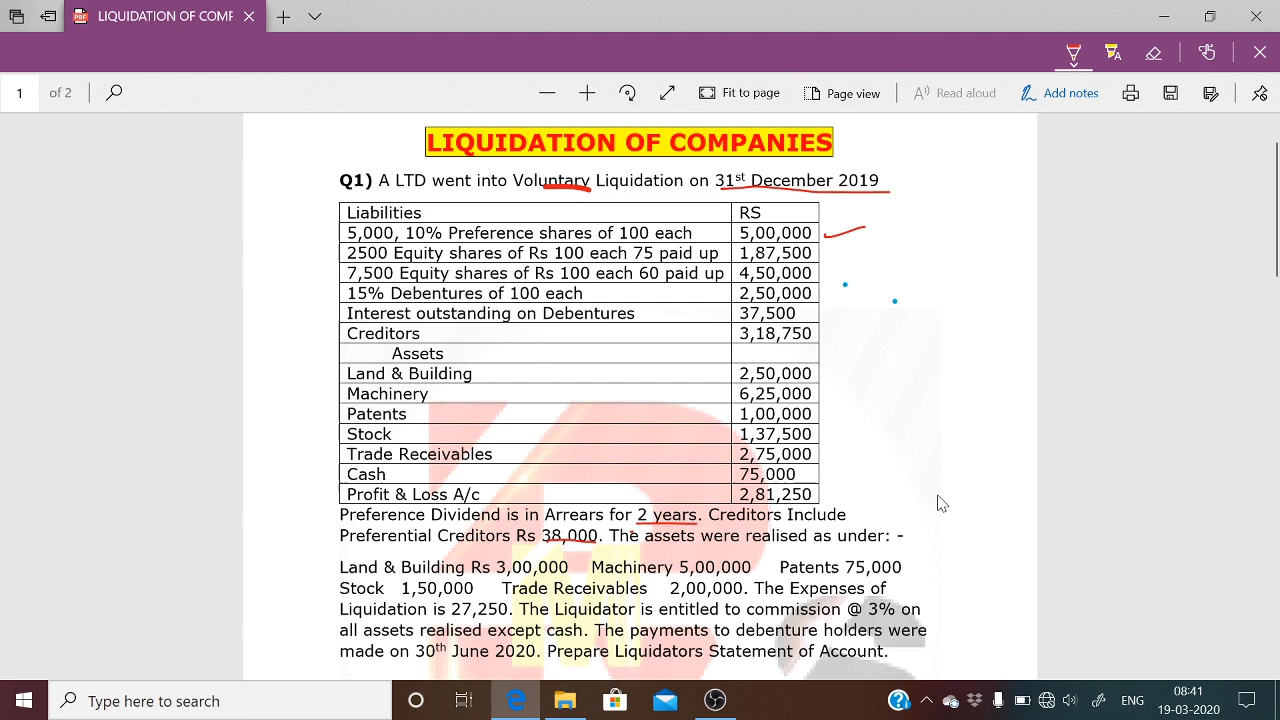 LIQUIDATION OF COMF
1
of 2
Fit to page
Page view
Read aloud
Add notes
LIQUIDATION OF COMPANIES
Q1) A LTD went into Voluntary Liquidation on 31st December 2019
Liabilities RS
5,000, 10% Preference shares of 100 each 5,00,000
2500 Equity shares of Rs 100 each 75 paid up 1,87,500
7,500 Equity shares of Rs 100 each 60 paid up 4,50,000
15% Debentures of 100 each 2,50,000
Interest outstanding on Debentures 37,500
Creditors 3,18,750
Assets
Land & Building 2,50,000
Machinery 6,25,000
Patents 1,00,000
Stock 1,37,500
Trade Receivables 2,75,000
Cash 75,000
Profit & Loss A/c 2,81,250
Preference Dividend is in Arrears for 2 years. Creditors Include
Preferential Creditors Rs 38,000. The assets were realised as under: -
Land & Building Rs 3,00,000 Machinery 5,00,000 Patents 75,000
Stock 1,50,000 Trade Receivables 2,00,000. The Expenses of
Liquidation is 27,250. The Liquidator is entitled to commission @ 3% on
all assets realised except cash. The payments to debenture holders were
made on 30th June 2020. Prepare Liquidators Statement of Account.
Type here to search
ENG
08:41
19-03-2020